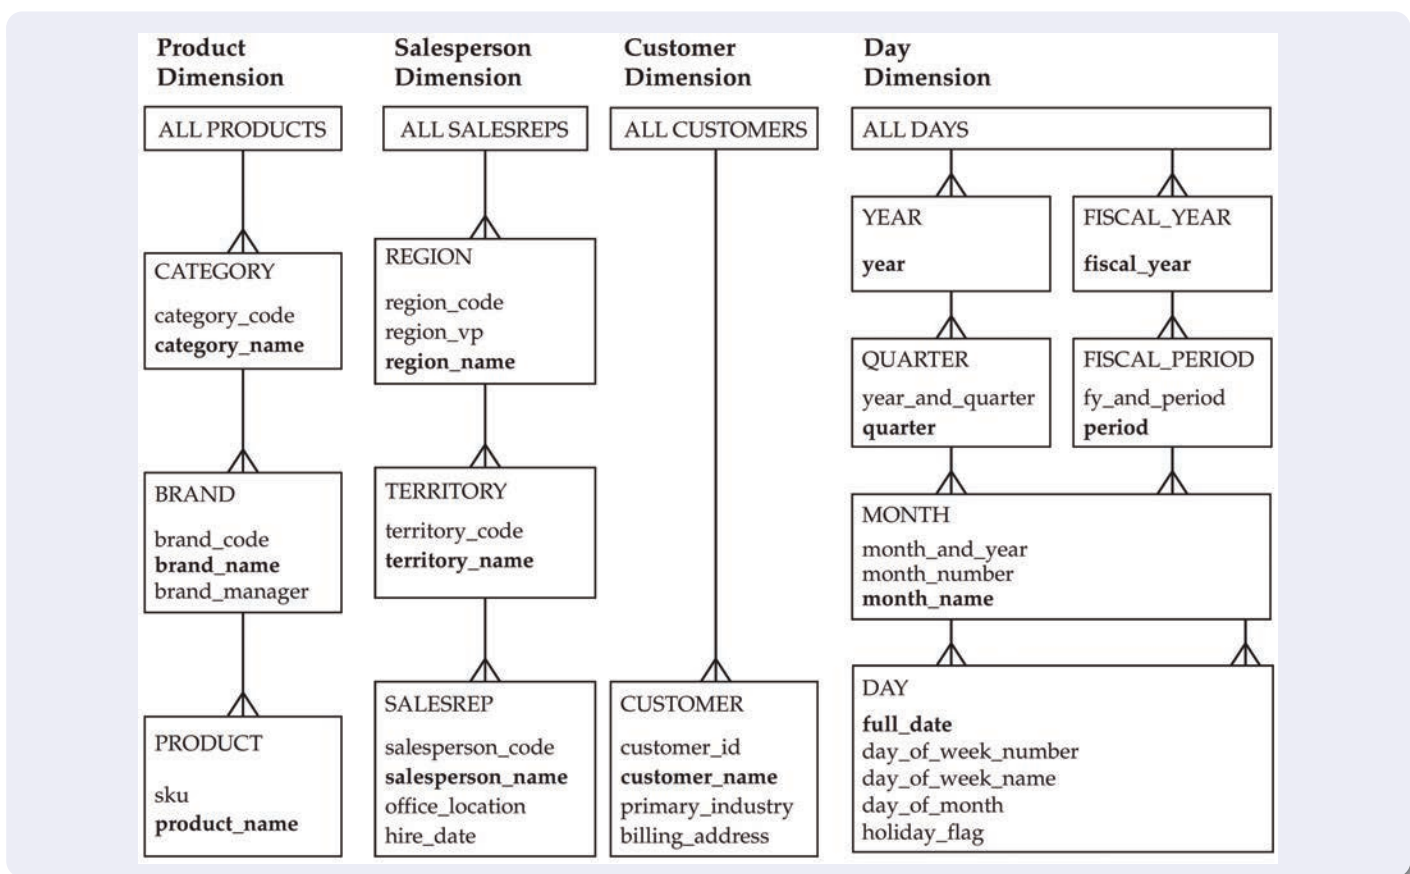 Product
Dimension
ALL PRODUCTS
CATEGORY
category_code
category_name
BRAND
brand_code
brand_name
brand_manager
PRODUCT
sku
product_name
Salesperson
Dimension
ALL SALESREPS
REGION
region_code
region_vp
region_name
TERRITORY
territory_code
territory_name
SALESREP
salesperson_code
salesperson_name
office_location
hire_date
Customer
Dimension
ALL CUSTOMERS
CUSTOMER
customer_id
customer_name
primary_industry
billing_address
Day
Dimension
ALL DAYS
YEAR
year
QUARTER
year_and_quarter
quarter
FISCAL_YEAR
fiscal_year
FISCAL_PERIOD
fy_and_period
period
MONTH
month_and_year
month_number
month_name
DAY
full_date
day_of_week_number
day_of_week_name
day_of_month
holiday_flag